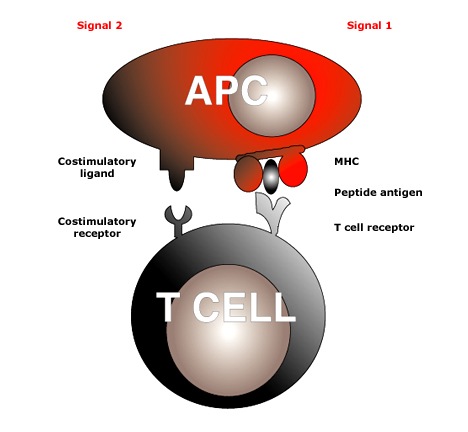 Signal 2
Signal 1
APC
Costimulatory
ligand
MHC
Peptide antigen
Costimulatory
receptor
T cell receptor
T CELL